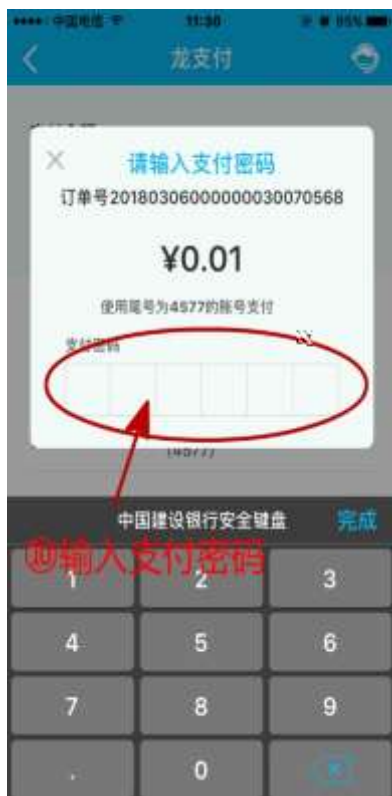 中国电信 11:30 95%
龙支付
请输入支付密码
订单号20180306000000030070568
¥0.01
使用尾号为4577的账号支付
支付密码
(4577)
中国建设银行安全键盘 完成
⑩输入支付密码
1 2 3
4 5 6
7 8 9
. 0